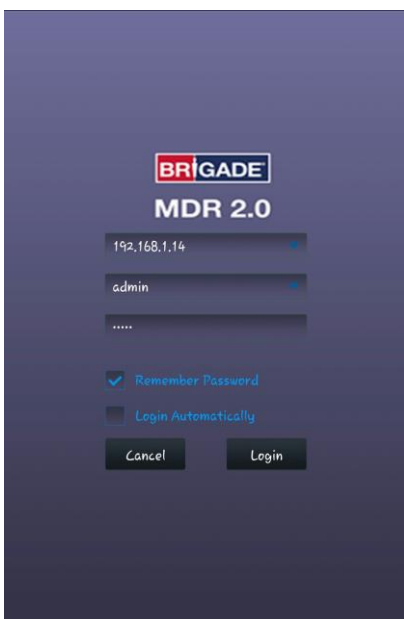 BRIGADE
MDR 2.0
192.168.1.14
admin
•••••
Remember Password
Login Automatically
Cancel Login